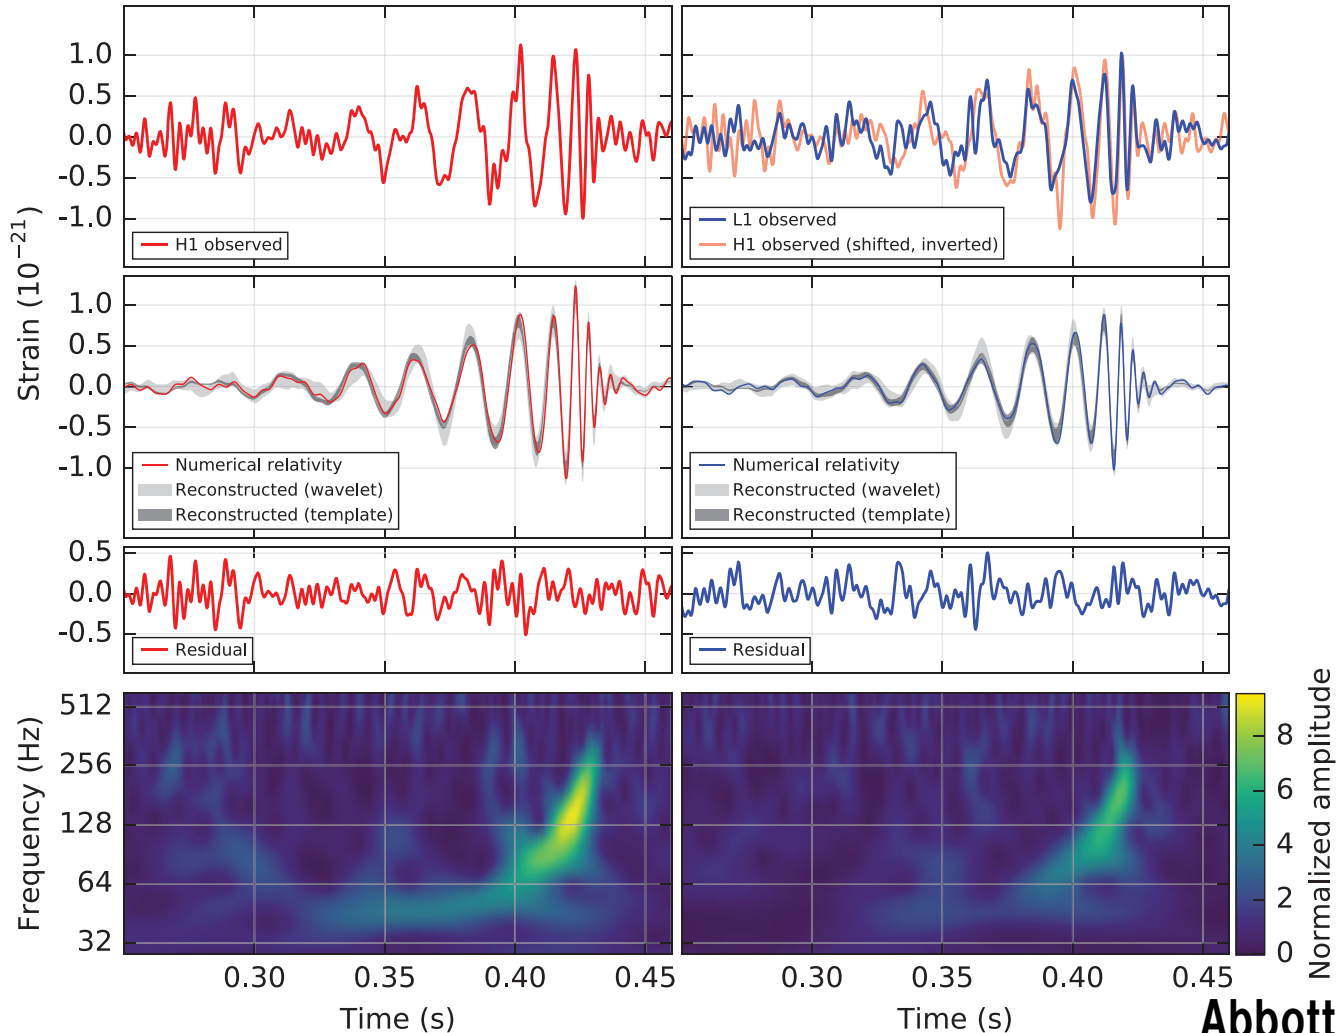 1.0
0.5
0.0
-0.5
-1.0
H1 observed
L1 observed
H1 observed (shifted, inverted)
Strain (10⁻²¹)
1.0
0.5
0.0
-0.5
-1.0
Numerical relativity
Reconstructed (wavelet)
Reconstructed (template)
Numerical relativity
Reconstructed (wavelet)
Reconstructed (template)
0.5
0.0
-0.5
Residual
Residual
Frequency (Hz)
512
256
128
64
32
0.30
0.35
0.40
0.45
Time (s)
0.30
0.35
0.40
0.45
Time (s)
8
6
4
2
0
Normalized amplitude
Abbott